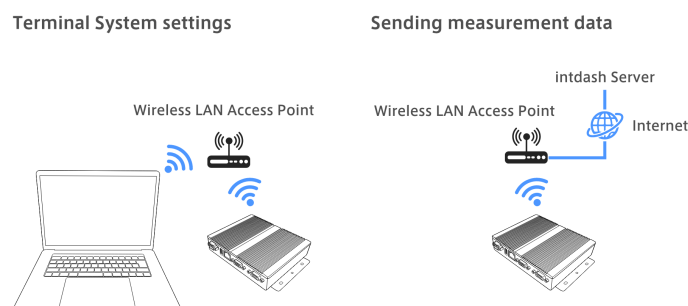 Terminal System settings
Wireless LAN Access Point
Sending measurement data
intdash Server
Wireless LAN Access Point
Internet